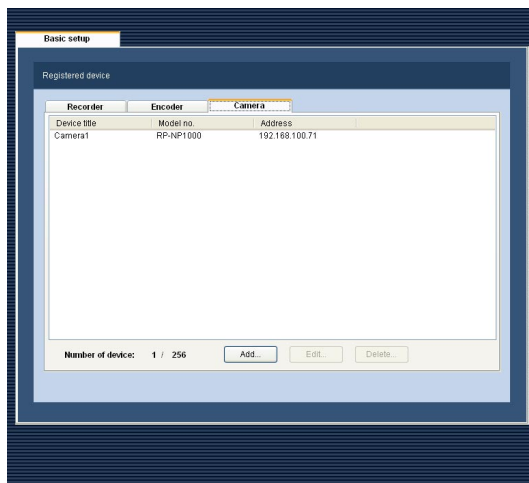 Basic setup
Registered device
Recorder Encoder Camera
Device title Model no. Address
Camera1 RP-NP1000 192.168.100.71
Number of device: 1 / 256 Add... Edit... Delete...